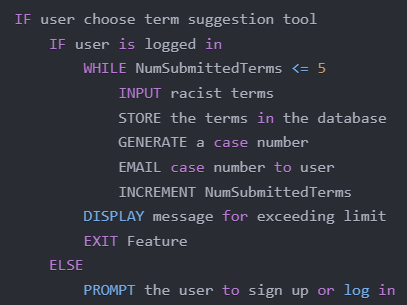 IF user choose term suggestion tool
IF user is logged in
WHILE NumSubmittedTerms <= 5
INPUT racist terms
STORE the terms in the database
GENERATE a case number
EMAIL case number to user
INCREMENT NumSubmittedTerms
DISPLAY message for exceeding limit
EXIT Feature
ELSE
PROMPT the user to sign up or log in